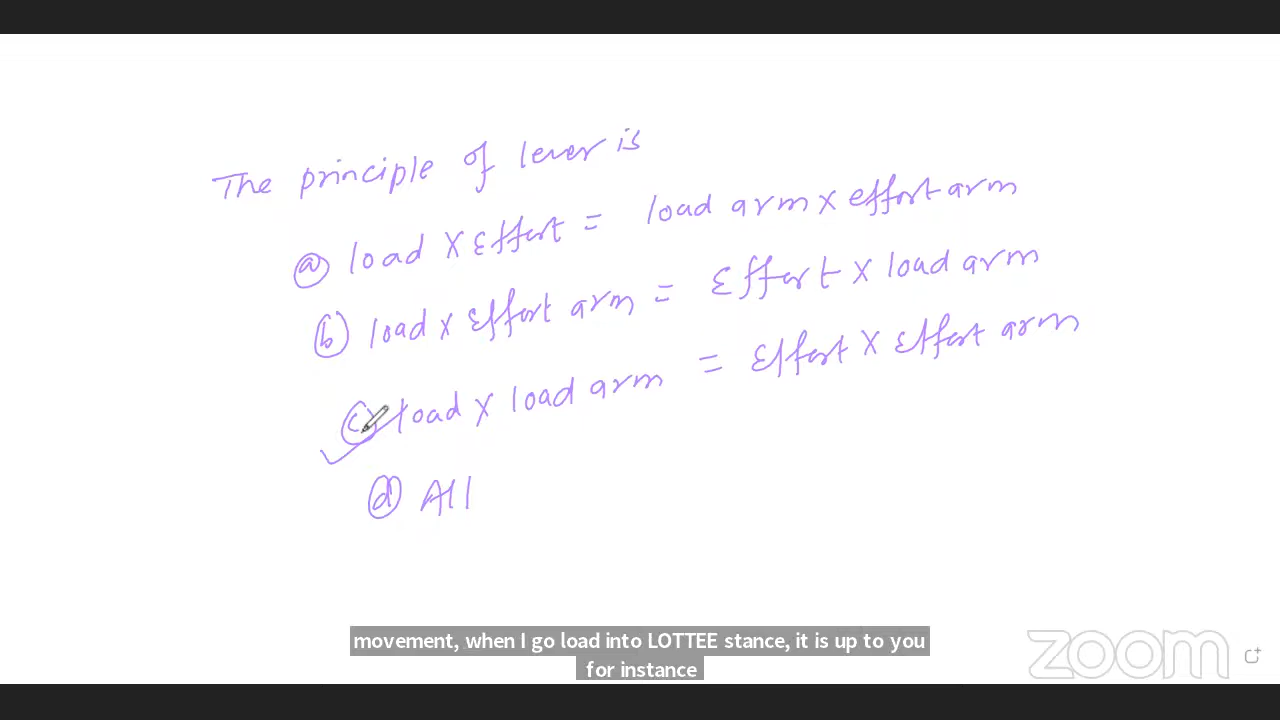 The principle of lever is
(a) load X Effort = load arm X effort arm
(b) load x Effort arm = Effort X load arm
(c) load X load arm = Effort X Effort arm
(d) All
movement, when I go load into LOTTEE stance, it is up to you
for instance
zoom